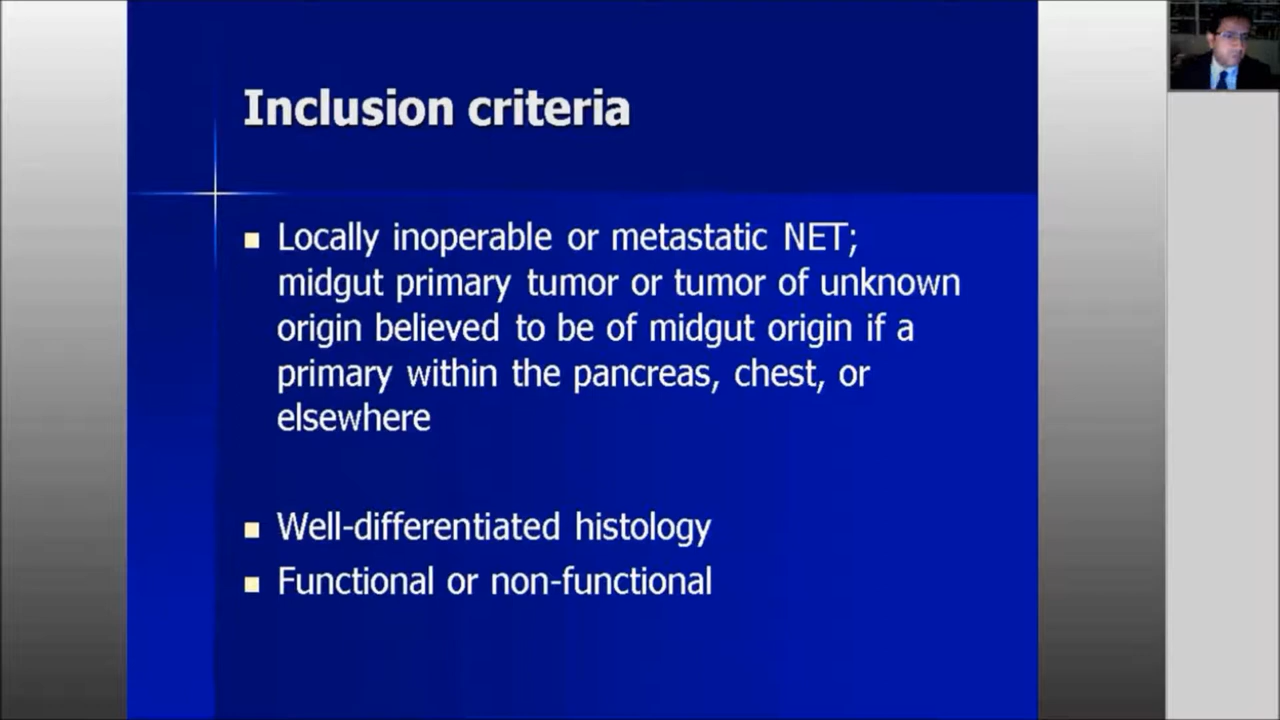 Inclusion criteria
Locally inoperable or metastatic NET;
midgut primary tumor or tumor of unknown
origin believed to be of midgut origin if a
primary within the pancreas, chest, or
elsewhere
Well-differentiated histology
Functional or non-functional